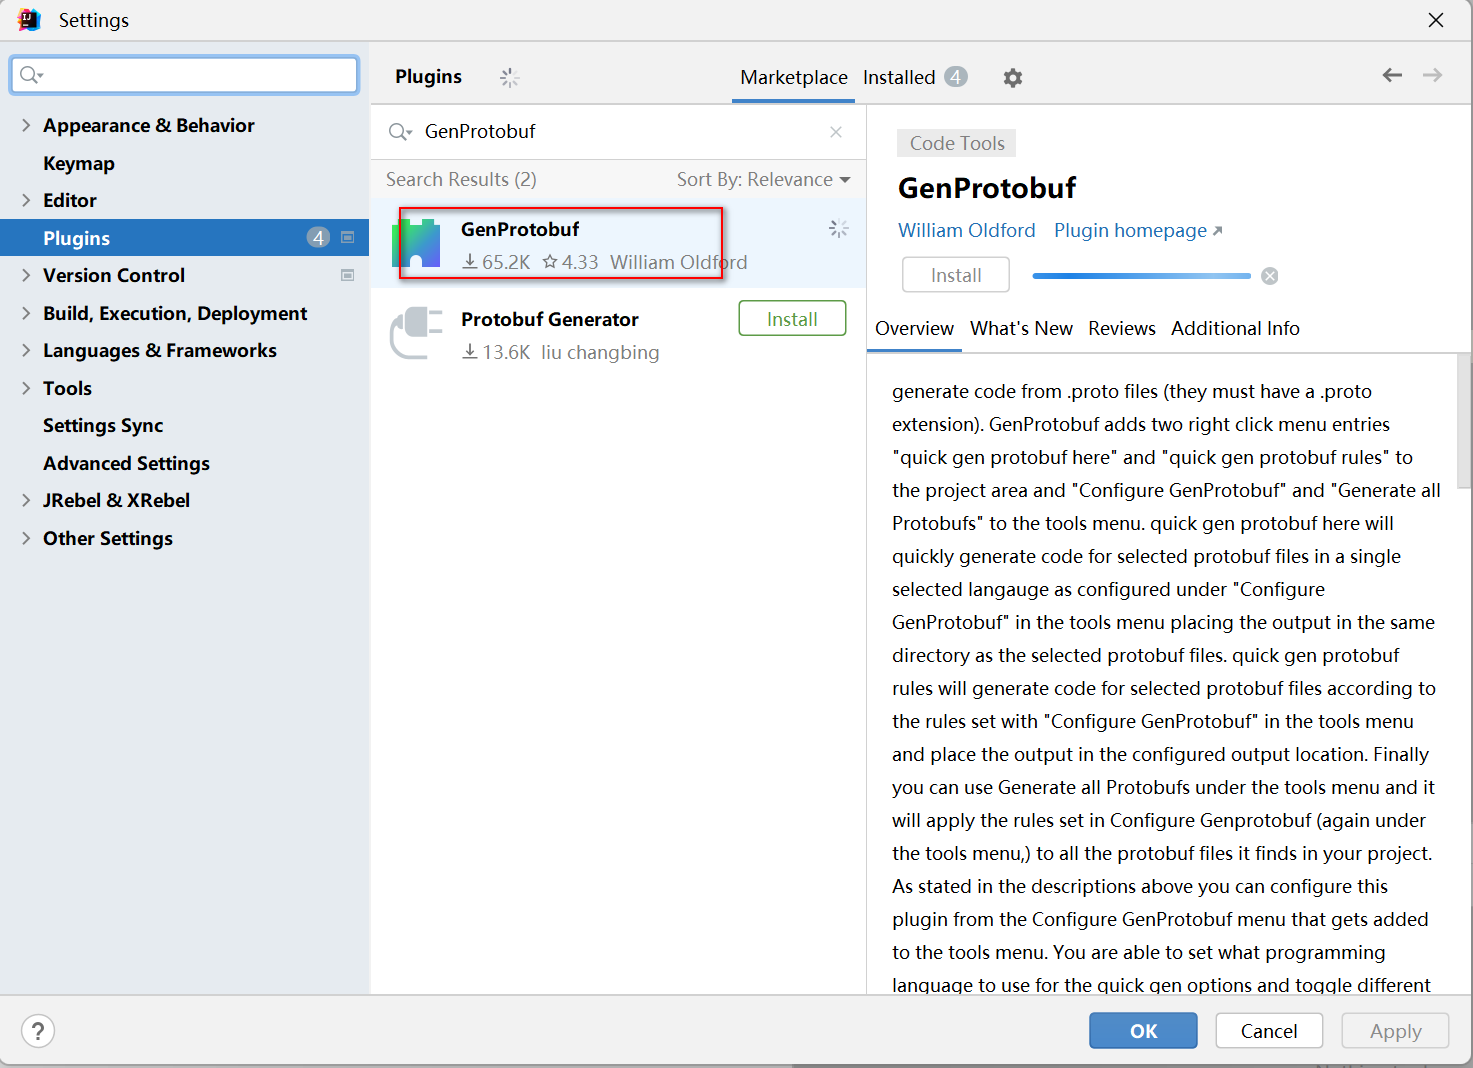 Settings
Plugins
Marketplace
Installed 4
Appearance & Behavior
Keymap
Editor
Plugins 4
Version Control
Build, Execution, Deployment
Languages & Frameworks
Tools
Settings Sync
Advanced Settings
JRebel & XRebel
Other Settings
GenProtobuf
Search Results (2)
Sort By: Relevance
GenProtobuf
65.2K 4.33 William Oldford
Protobuf Generator
Install
13.6K liu changbing
Code Tools
GenProtobuf
William Oldford Plugin homepage
Install
Overview What's New Reviews Additional Info
generate code from .proto files (they must have a .proto
extension). GenProtobuf adds two right click menu entries
"quick gen protobuf here" and "quick gen protobuf rules" to
the project area and "Configure GenProtobuf" and "Generate all
Protobufs" to the tools menu. quick gen protobuf here will
quickly generate code for selected protobuf files in a single
selected langauge as configured under "Configure
GenProtobuf" in the tools menu placing the output in the same
directory as the selected protobuf files. quick gen protobuf
rules will generate code for selected protobuf files according to
the rules set with "Configure GenProtobuf" in the tools menu
and place the output in the configured output location. Finally
you can use Generate all Protobufs under the tools menu and it
will apply the rules set in Configure Genprotobuf (again under
the tools menu,) to all the protobuf files it finds in your project.
As stated in the descriptions above you can configure this
plugin from the Configure GenProtobuf menu that gets added
to the tools menu. You are able to set what programming
language to use for the quick gen options and toggle different
?
OK
Cancel
Apply